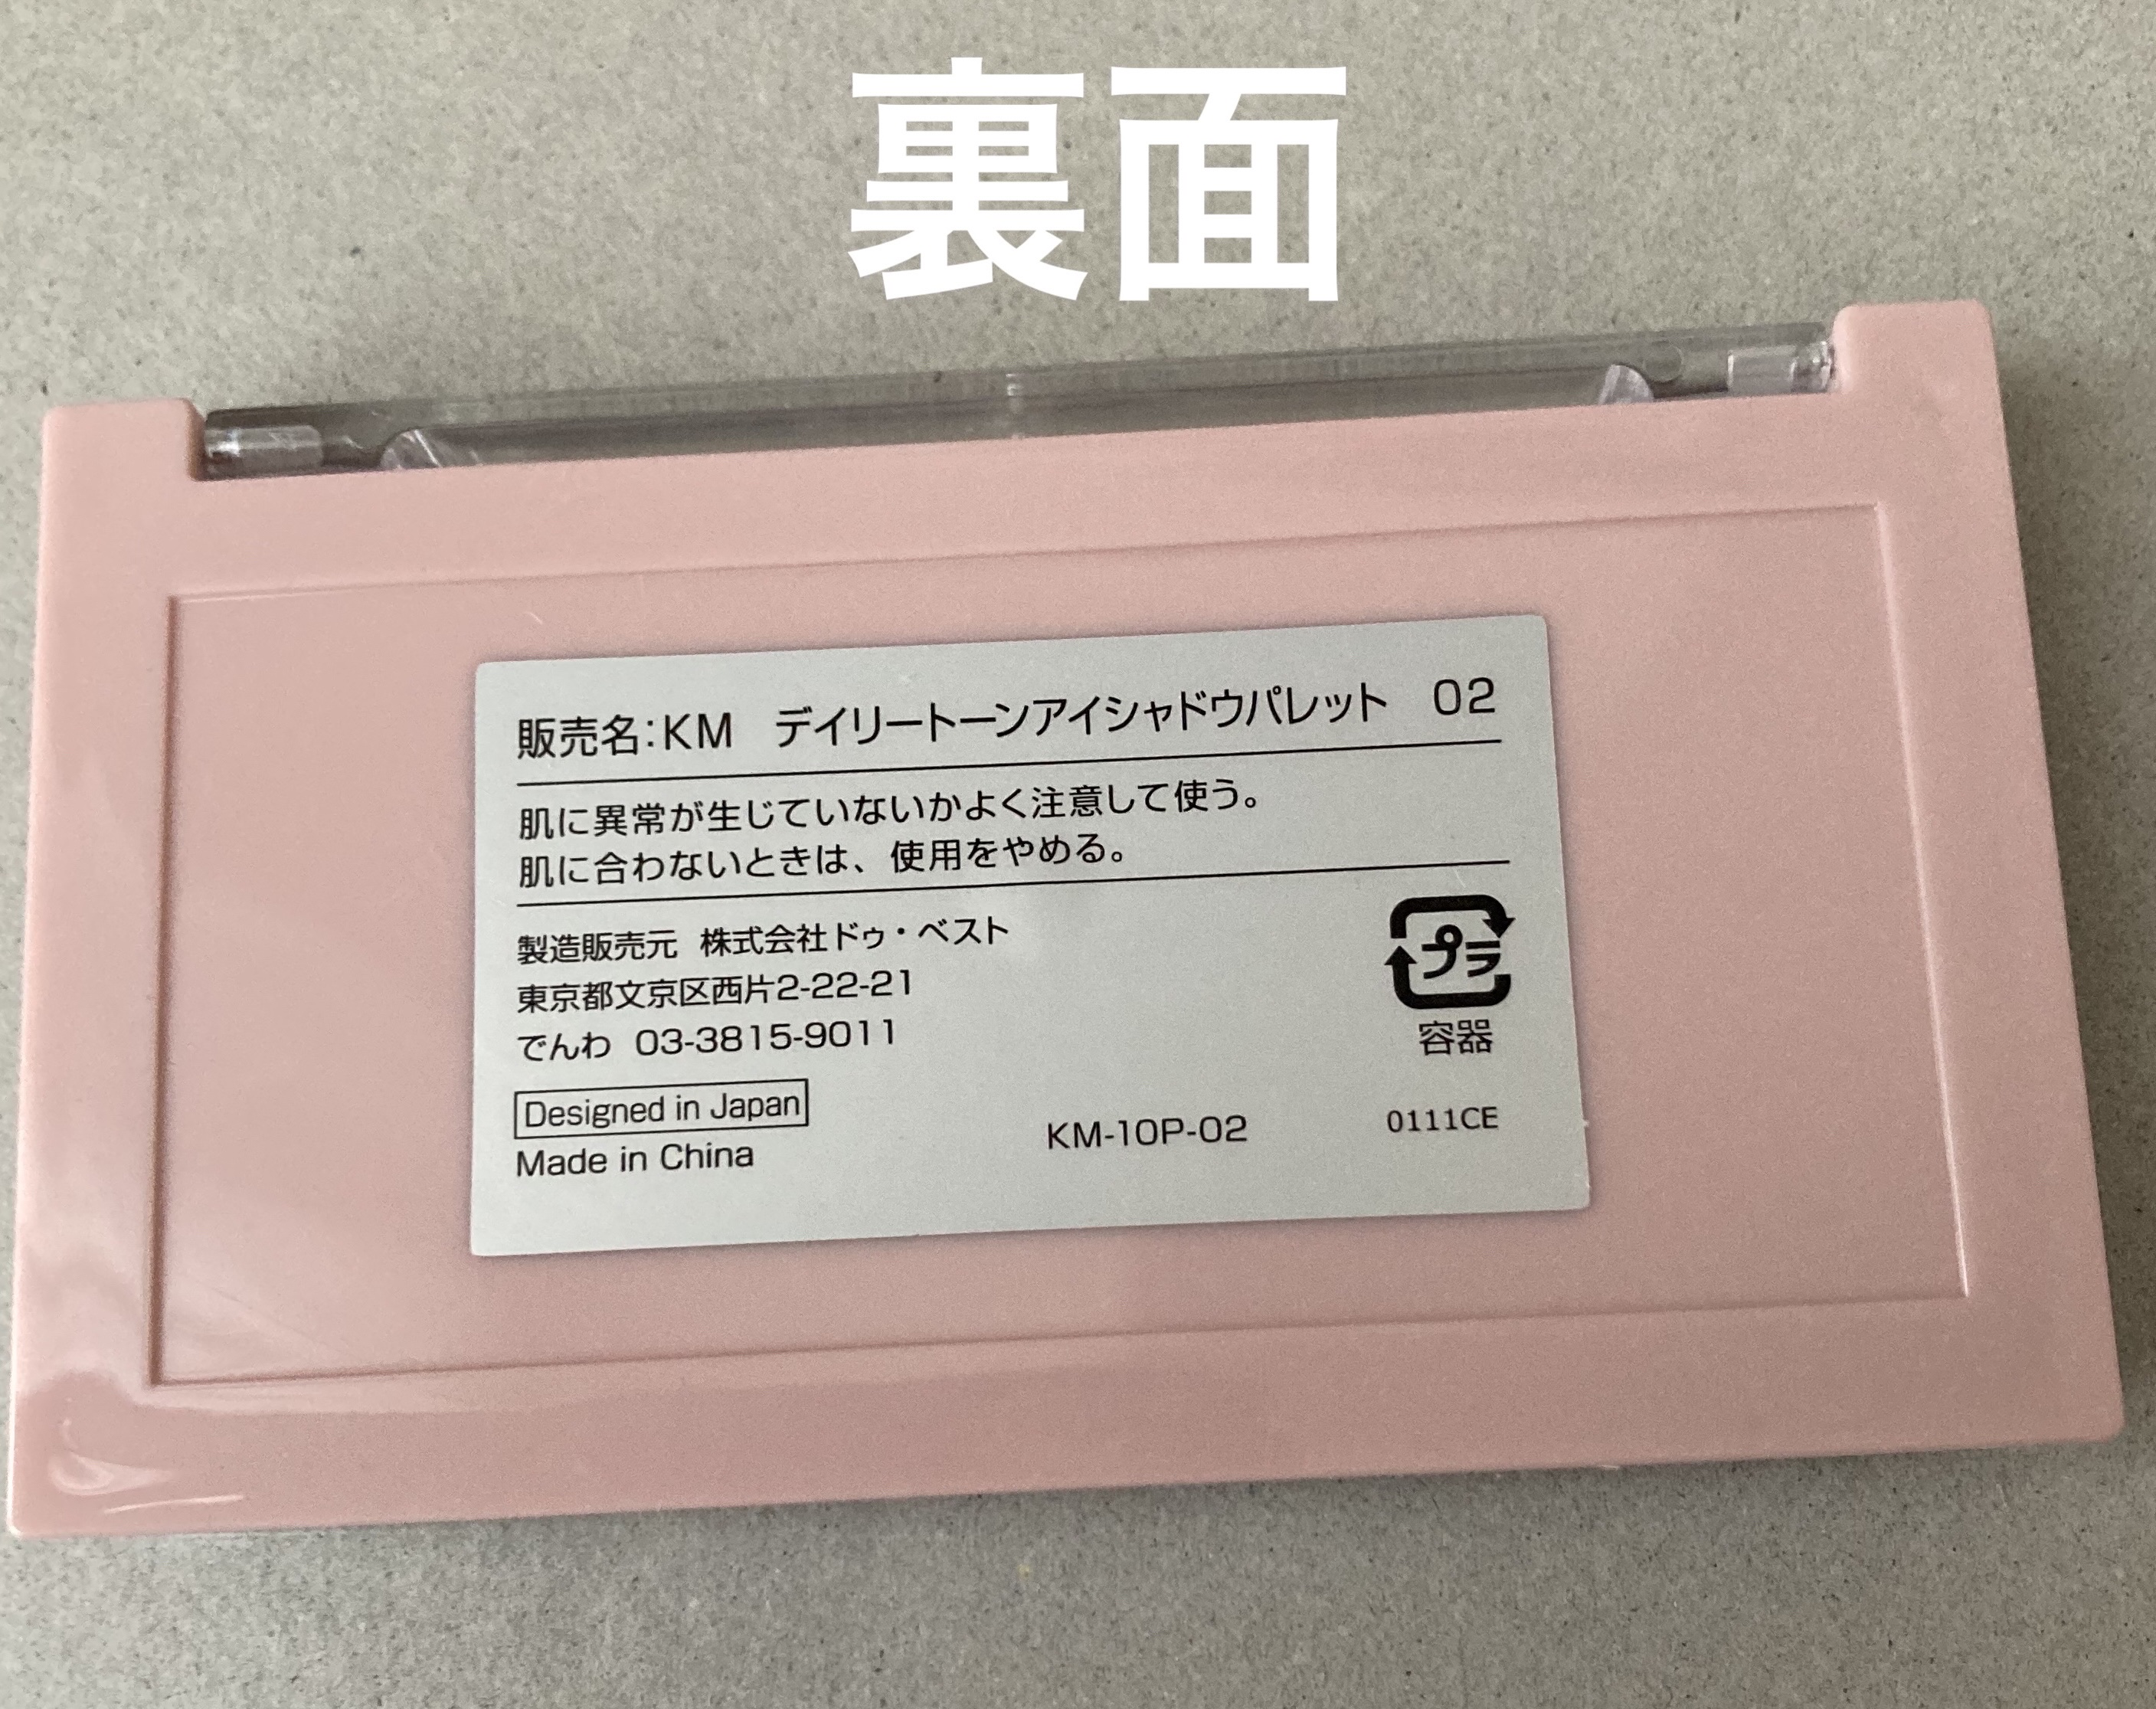 裏面
販売名:KM デイリートーンアイシャドウパレット 02
肌に異常が生じていないかよく注意して使う。
肌に合わないときは、使用をやめる。
製造販売元 株式会社ドゥ・ベスト
東京都文京区西片2-22-21
でんわ 03-3815-9011
プラ
容器
Designed in Japan
Made in China
KM-10P-02
0111CE